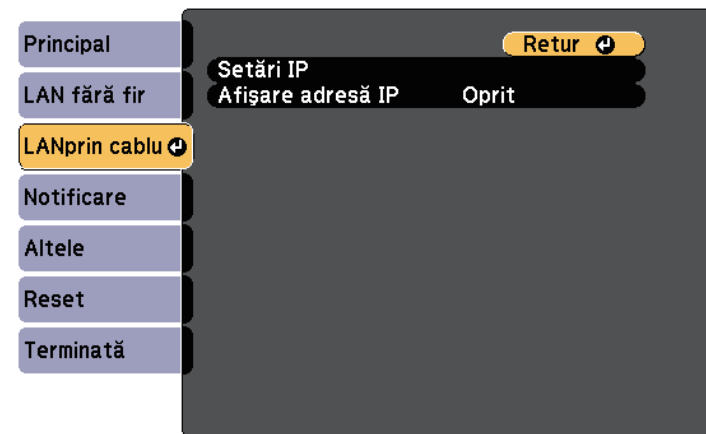 Principal
LAN fără fir
LANprin cablu
Notificare
Altele
Reset
Terminată
Retur
Setări IP
Afişare adresă IP Oprit